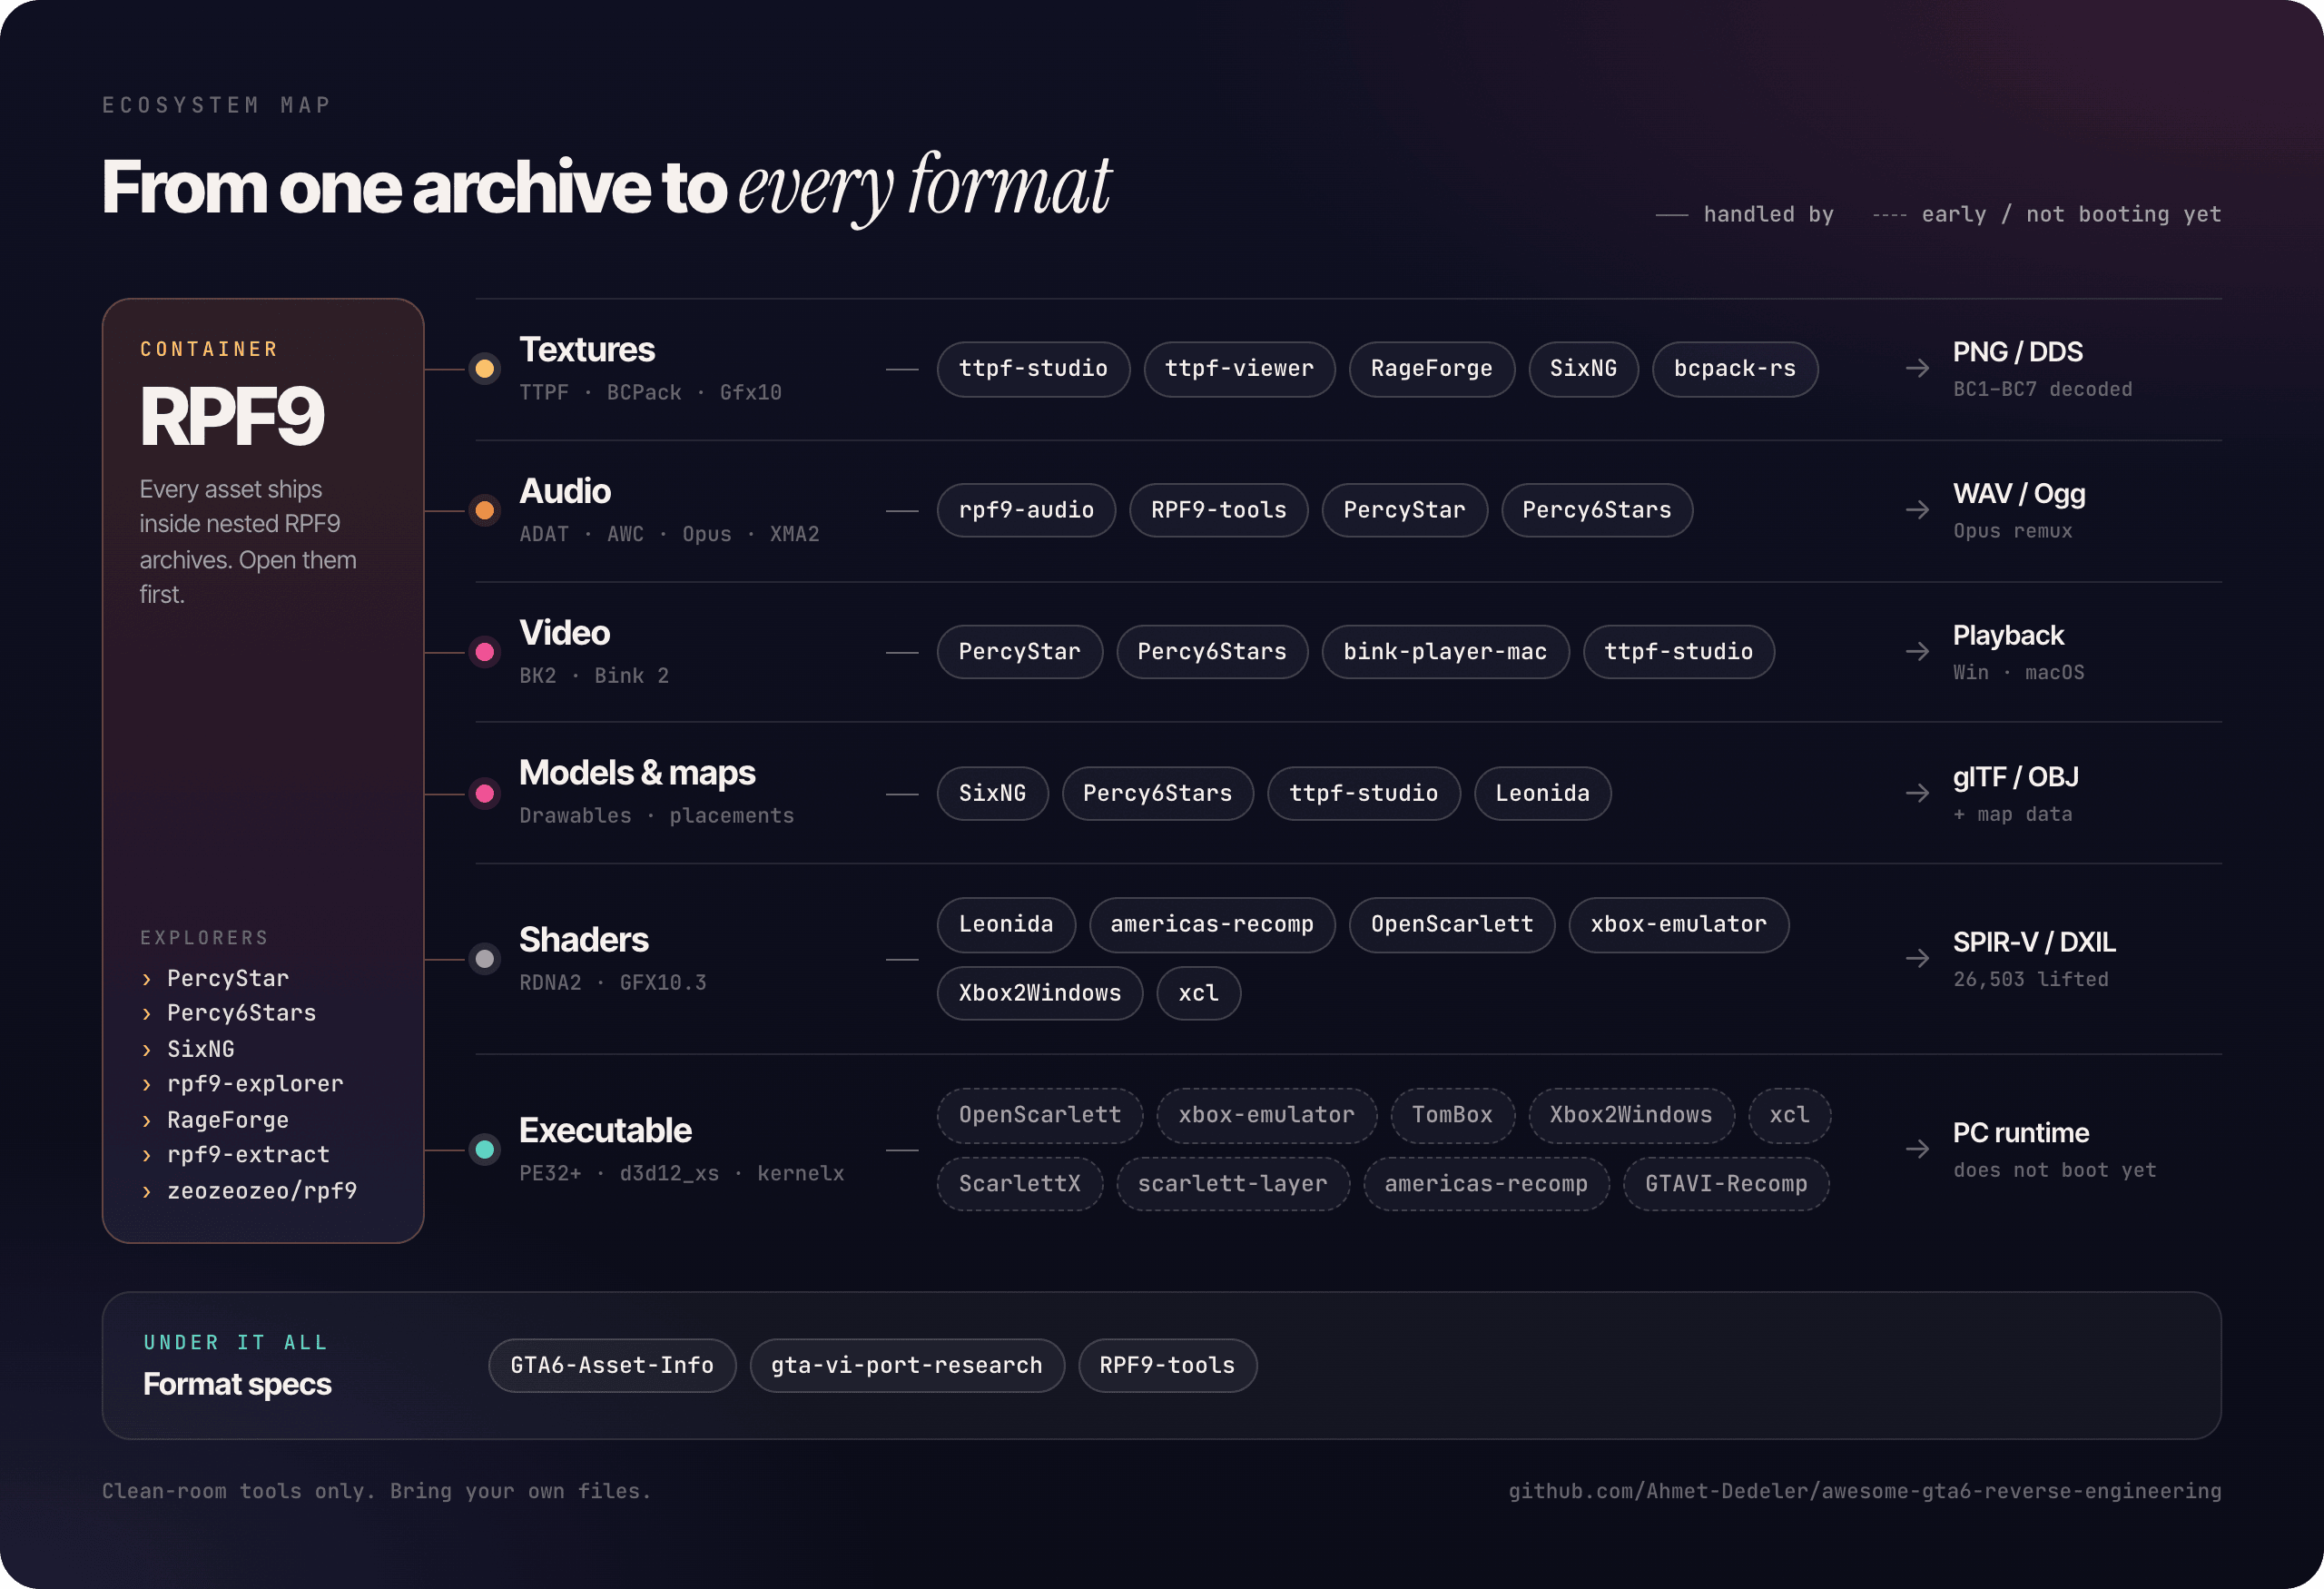 ECOSYSTEM MAP
From one archive to every format
handled by
early / not booting yet
CONTAINER
RPF9
Every asset ships
inside nested RPF9
archives. Open them
first.
EXPLORERS
› PercyStar
› Percy6Stars
› SixNG
› rpf9-explorer
› RageForge
› rpf9-extract
› zeozeozeo/rpf9
Textures
TTPF · BCPack · Gfx10
ttpf-studio ttpf-viewer RageForge SixNG bcpack-rs
→ PNG / DDS
BC1–BC7 decoded
Audio
ADAT · AWC · Opus · XMA2
rpf9-audio RPF9-tools PercyStar Percy6Stars
→ WAV / Ogg
Opus remux
Video
BK2 · Bink 2
PercyStar Percy6Stars bink-player-mac ttpf-studio
→ Playback
Win · macOS
Models & maps
Drawables · placements
SixNG Percy6Stars ttpf-studio Leonida
→ glTF / OBJ
+ map data
Shaders
RDNA2 · GFX10.3
Leonida americas-recomp OpenScarlett xbox-emulator
Xbox2Windows xcl
→ SPIR-V / DXIL
26,503 lifted
Executable
PE32+ · d3d12_xs · kernelx
OpenScarlett xbox-emulator TomBox Xbox2Windows xcl
ScarlettX scarlett-layer americas-recomp GTAVI-Recomp
→ PC runtime
does not boot yet
UNDER IT ALL
Format specs
GTA6-Asset-Info gta-vi-port-research RPF9-tools
Clean-room tools only. Bring your own files.
github.com/Ahmet-Dedeler/awesome-gta6-reverse-engineering